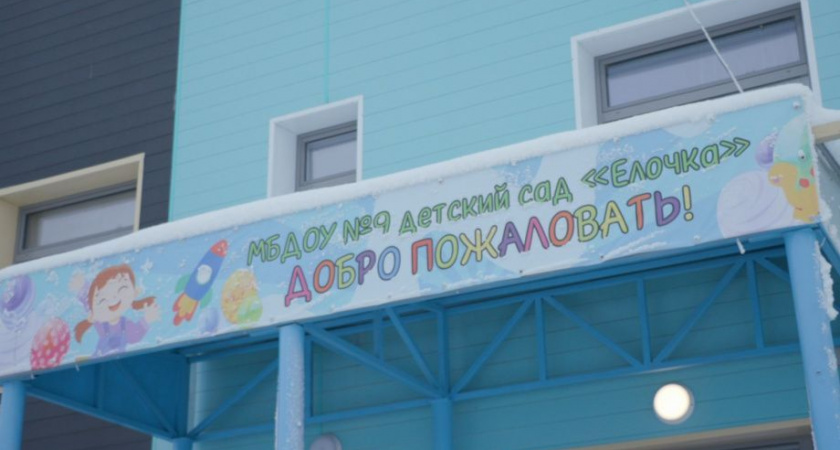 МБДОУ №9 детский сад «Елочка»
ДОБРО ПОЖАЛОВАТЬ!